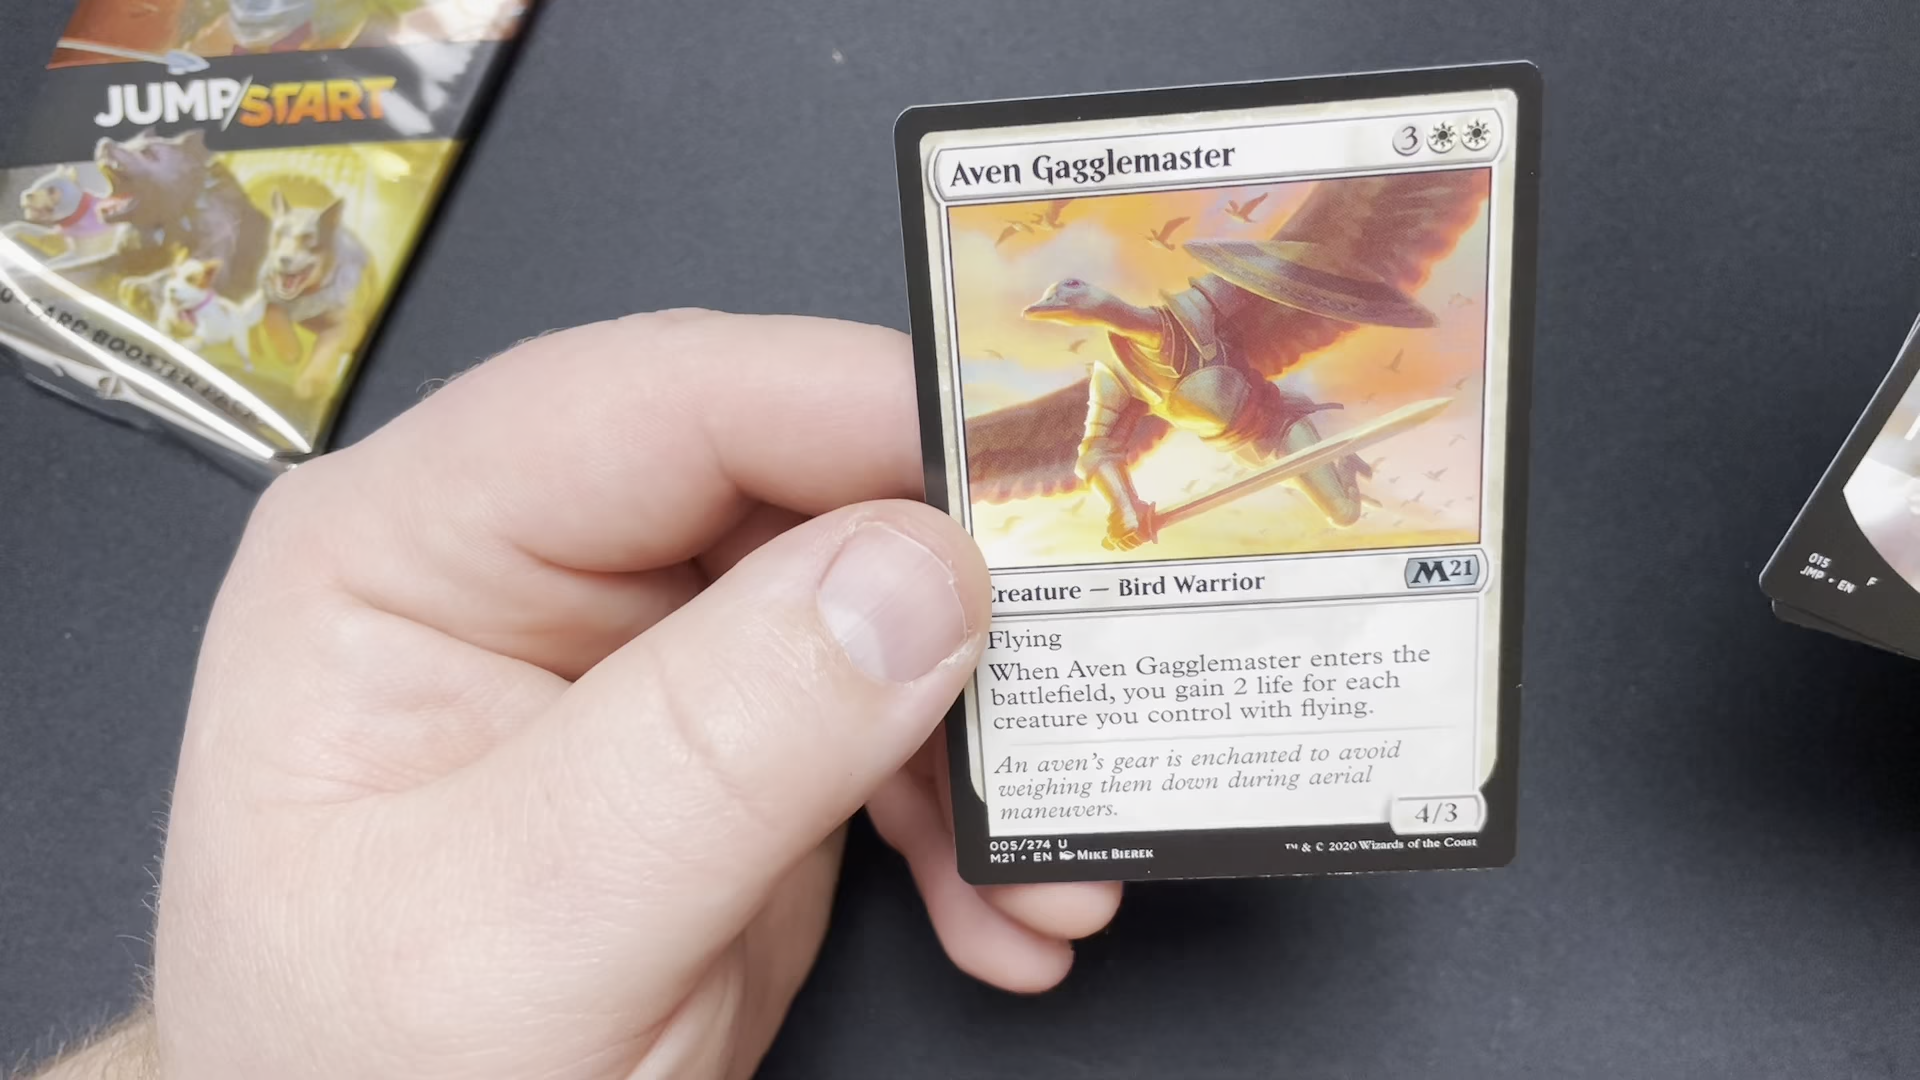 JUMP/START
CARD BOOSTER PACK
Aven Gagglemaster
3
Creature — Bird Warrior
M21
Flying
When Aven Gagglemaster enters the
battlefield, you gain 2 life for each
creature you control with flying.
An aven's gear is enchanted to avoid
weighing them down during aerial
maneuvers.
4/3
005/274 U
M21 • EN MIKE BIEREK
™ & © 2020 Wizards of the Coast
015 F
JMP • EN